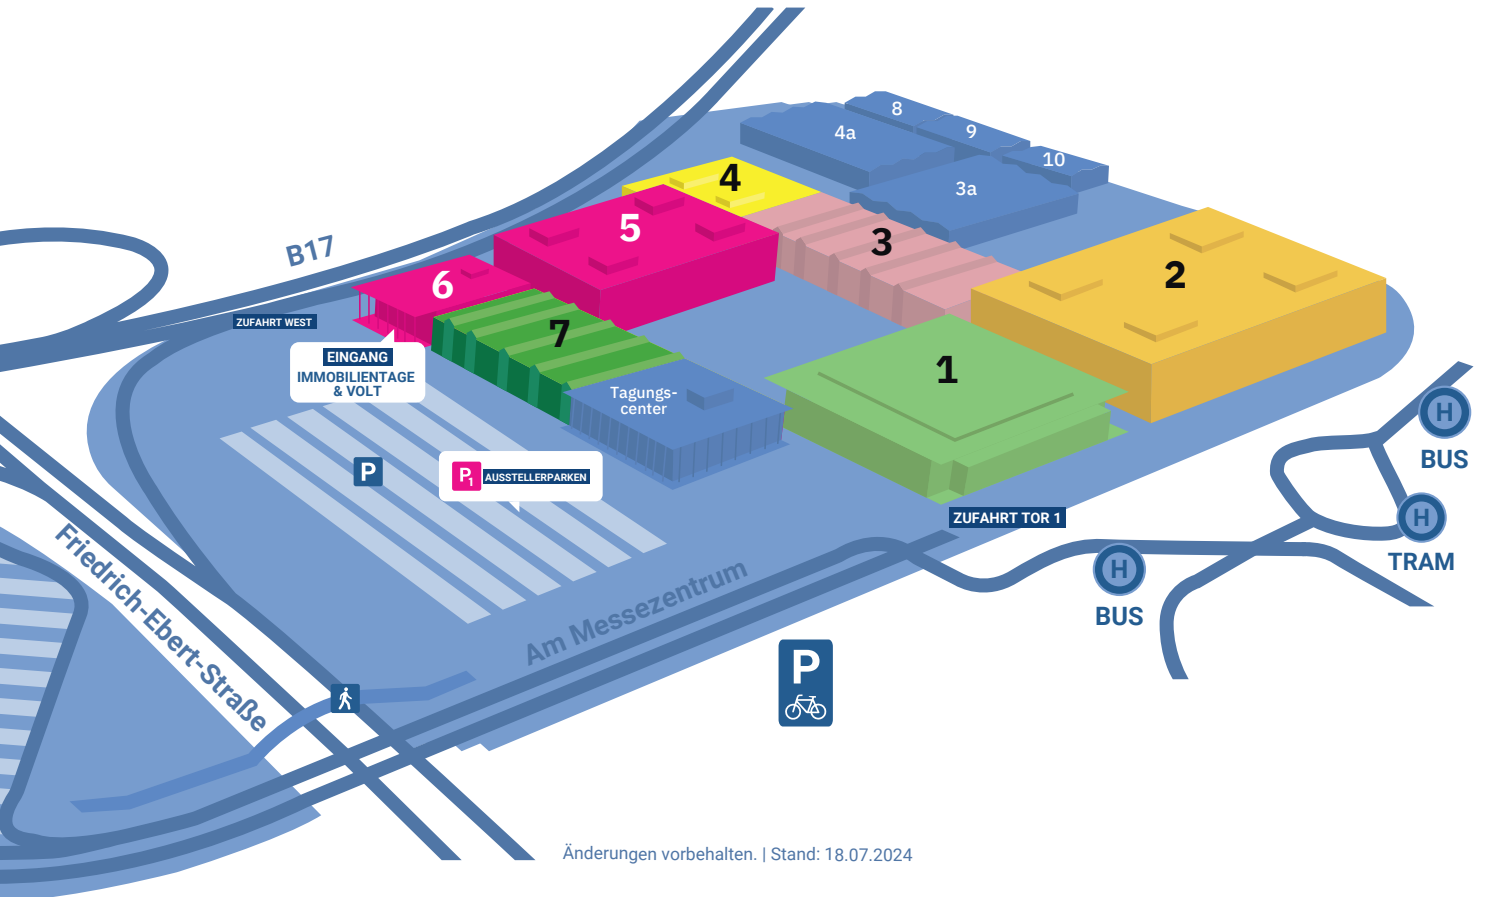 8
4a
9
10
3a
4
5
3
B17
6
2
ZUFAHRT WEST
7
EINGANG
IMMOBILIENTAGE
& VOLT
1
Tagungs-
center
H
BUS
P
P1 AUSSTELLERPARKEN
ZUFAHRT TOR 1
H
TRAM
H
BUS
Friedrich-Ebert-Straße
Am Messezentrum
P
Änderungen vorbehalten. | Stand: 18.07.2024